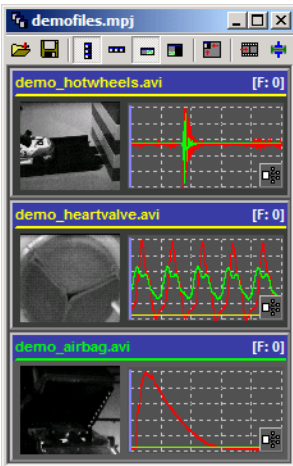 demofiles.mpj
demo_hotwheels.avi [F: 0]
demo_heartvalve.avi [F: 0]
demo_airbag.avi [F: 0]